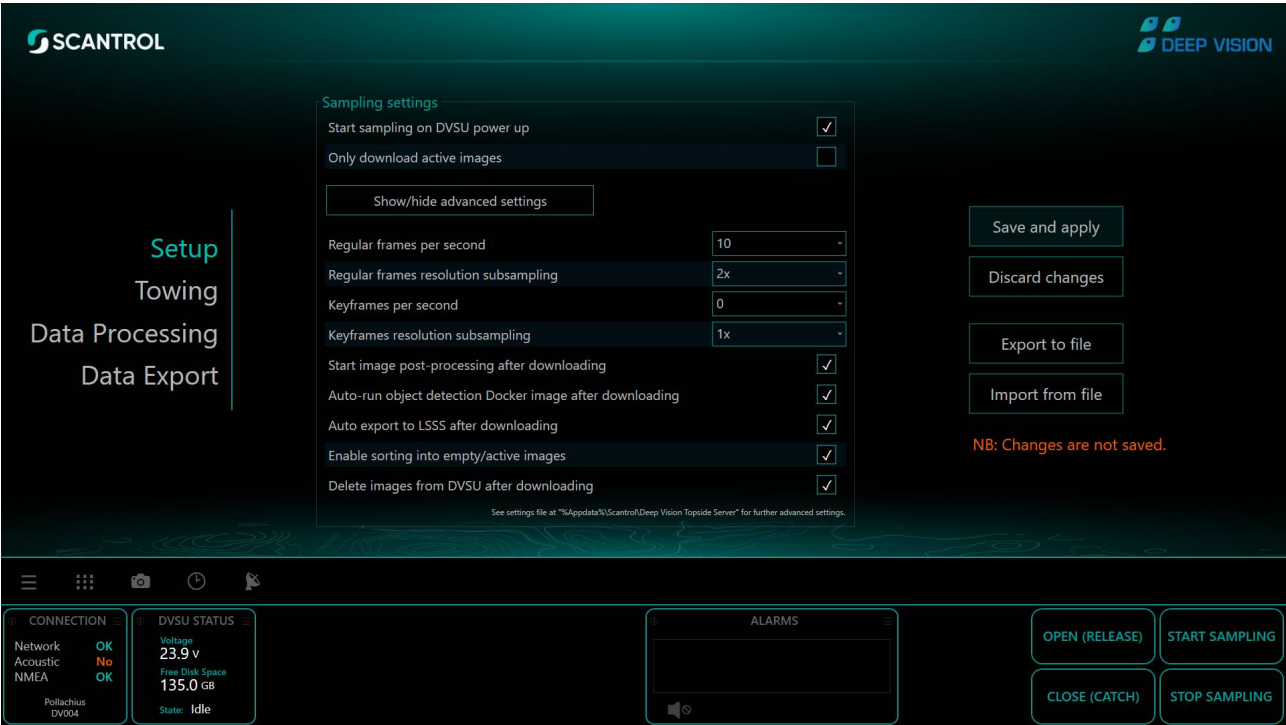 SCANTROL
DEEP VISION
Sampling settings
Start sampling on DVSU power up
Only download active images
Show/hide advanced settings
Regular frames per second 10
Regular frames resolution subsampling 2x
Keyframes per second 0
Keyframes resolution subsampling 1x
Start image post-processing after downloading
Auto-run object detection Docker image after downloading
Auto export to LSSS after downloading
Enable sorting into empty/active images
Delete images from DVSU after downloading
See settings file at "%Appdata%\Scantrol\Deep Vision Topside Server" for further advanced settings.
Setup
Towing
Data Processing
Data Export
Save and apply
Discard changes
Export to file
Import from file
NB: Changes are not saved.
CONNECTION
Network OK
Acoustic No
NMEA OK
Pollachius
DV004
DVSU STATUS
Voltage
23.9 V
Free Disk Space
135.0 GB
State: Idle
ALARMS
OPEN (RELEASE)
START SAMPLING
CLOSE (CATCH)
STOP SAMPLING